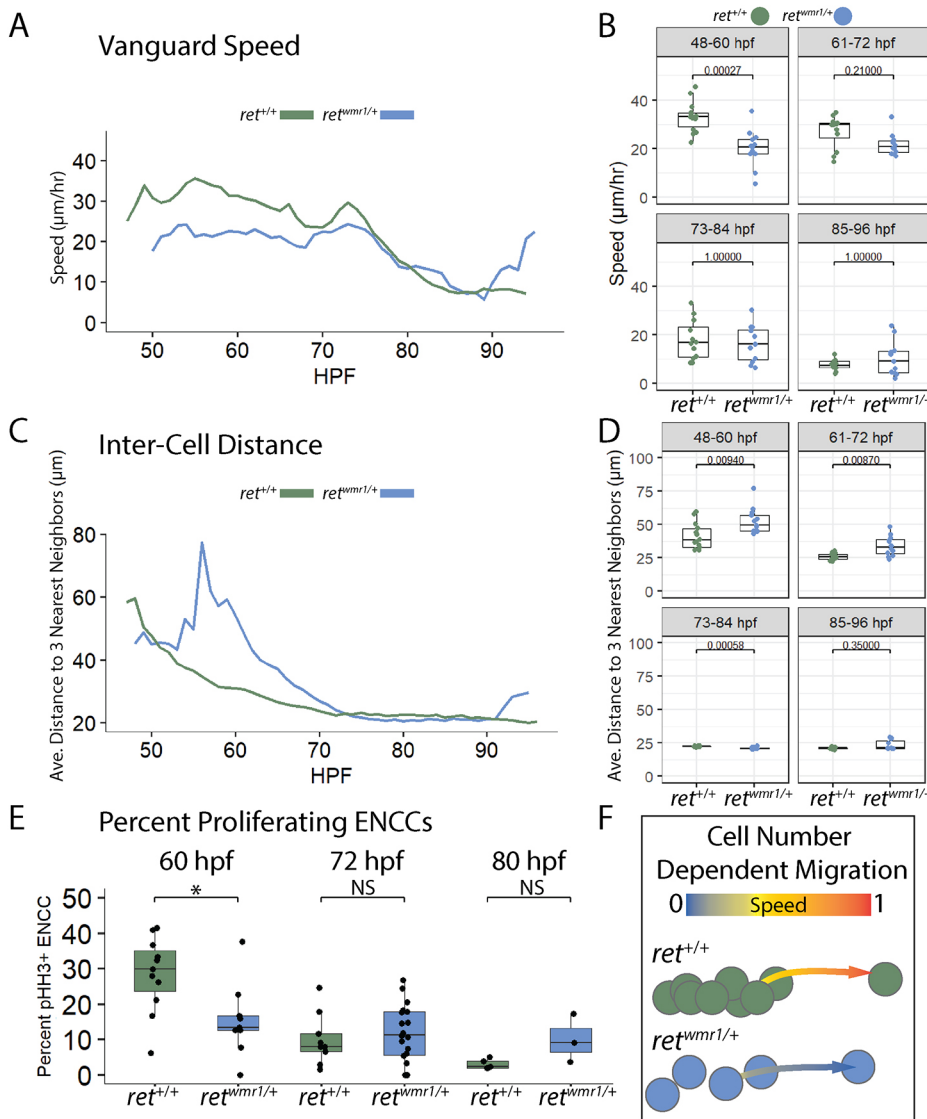 A
Vanguard Speed
ret+/+ retwmr1/+
Speed (µm/hr)
40
30
20
10
0
50 60 70 80 90
HPF
B
ret+/+ retwmr1/+
48-60 hpf 61-72 hpf
0.00027 0.21000
40
20
0
73-84 hpf 85-96 hpf
1.00000 1.00000
40
20
0
Speed (µm/hr)
ret+/+ retwmr1/+ ret+/+ retwmr1/+
C
Inter-Cell Distance
ret+/+ retwmr1/+
Ave. Distance to 3 Nearest Neighbors (µm)
80
60
40
20
50 60 70 80 90
HPF
D
48-60 hpf 61-72 hpf
0.00940 0.00870
100
75
50
25
0
73-84 hpf 85-96 hpf
0.00058 0.35000
100
75
50
25
0
Ave. Distance to 3 Nearest Neighbors (µm)
ret+/+ retwmr1/+ ret+/+ retwmr1/+
E
Percent Proliferating ENCCs
60 hpf 72 hpf 80 hpf
* NS NS
Percent pHH3+ ENCC
50
40
30
20
10
0
ret+/+ retwmr1/+ ret+/+ retwmr1/+ ret+/+ retwmr1/+
F
Cell Number
Dependent Migration
0 Speed 1
ret+/+
retwmr1/+